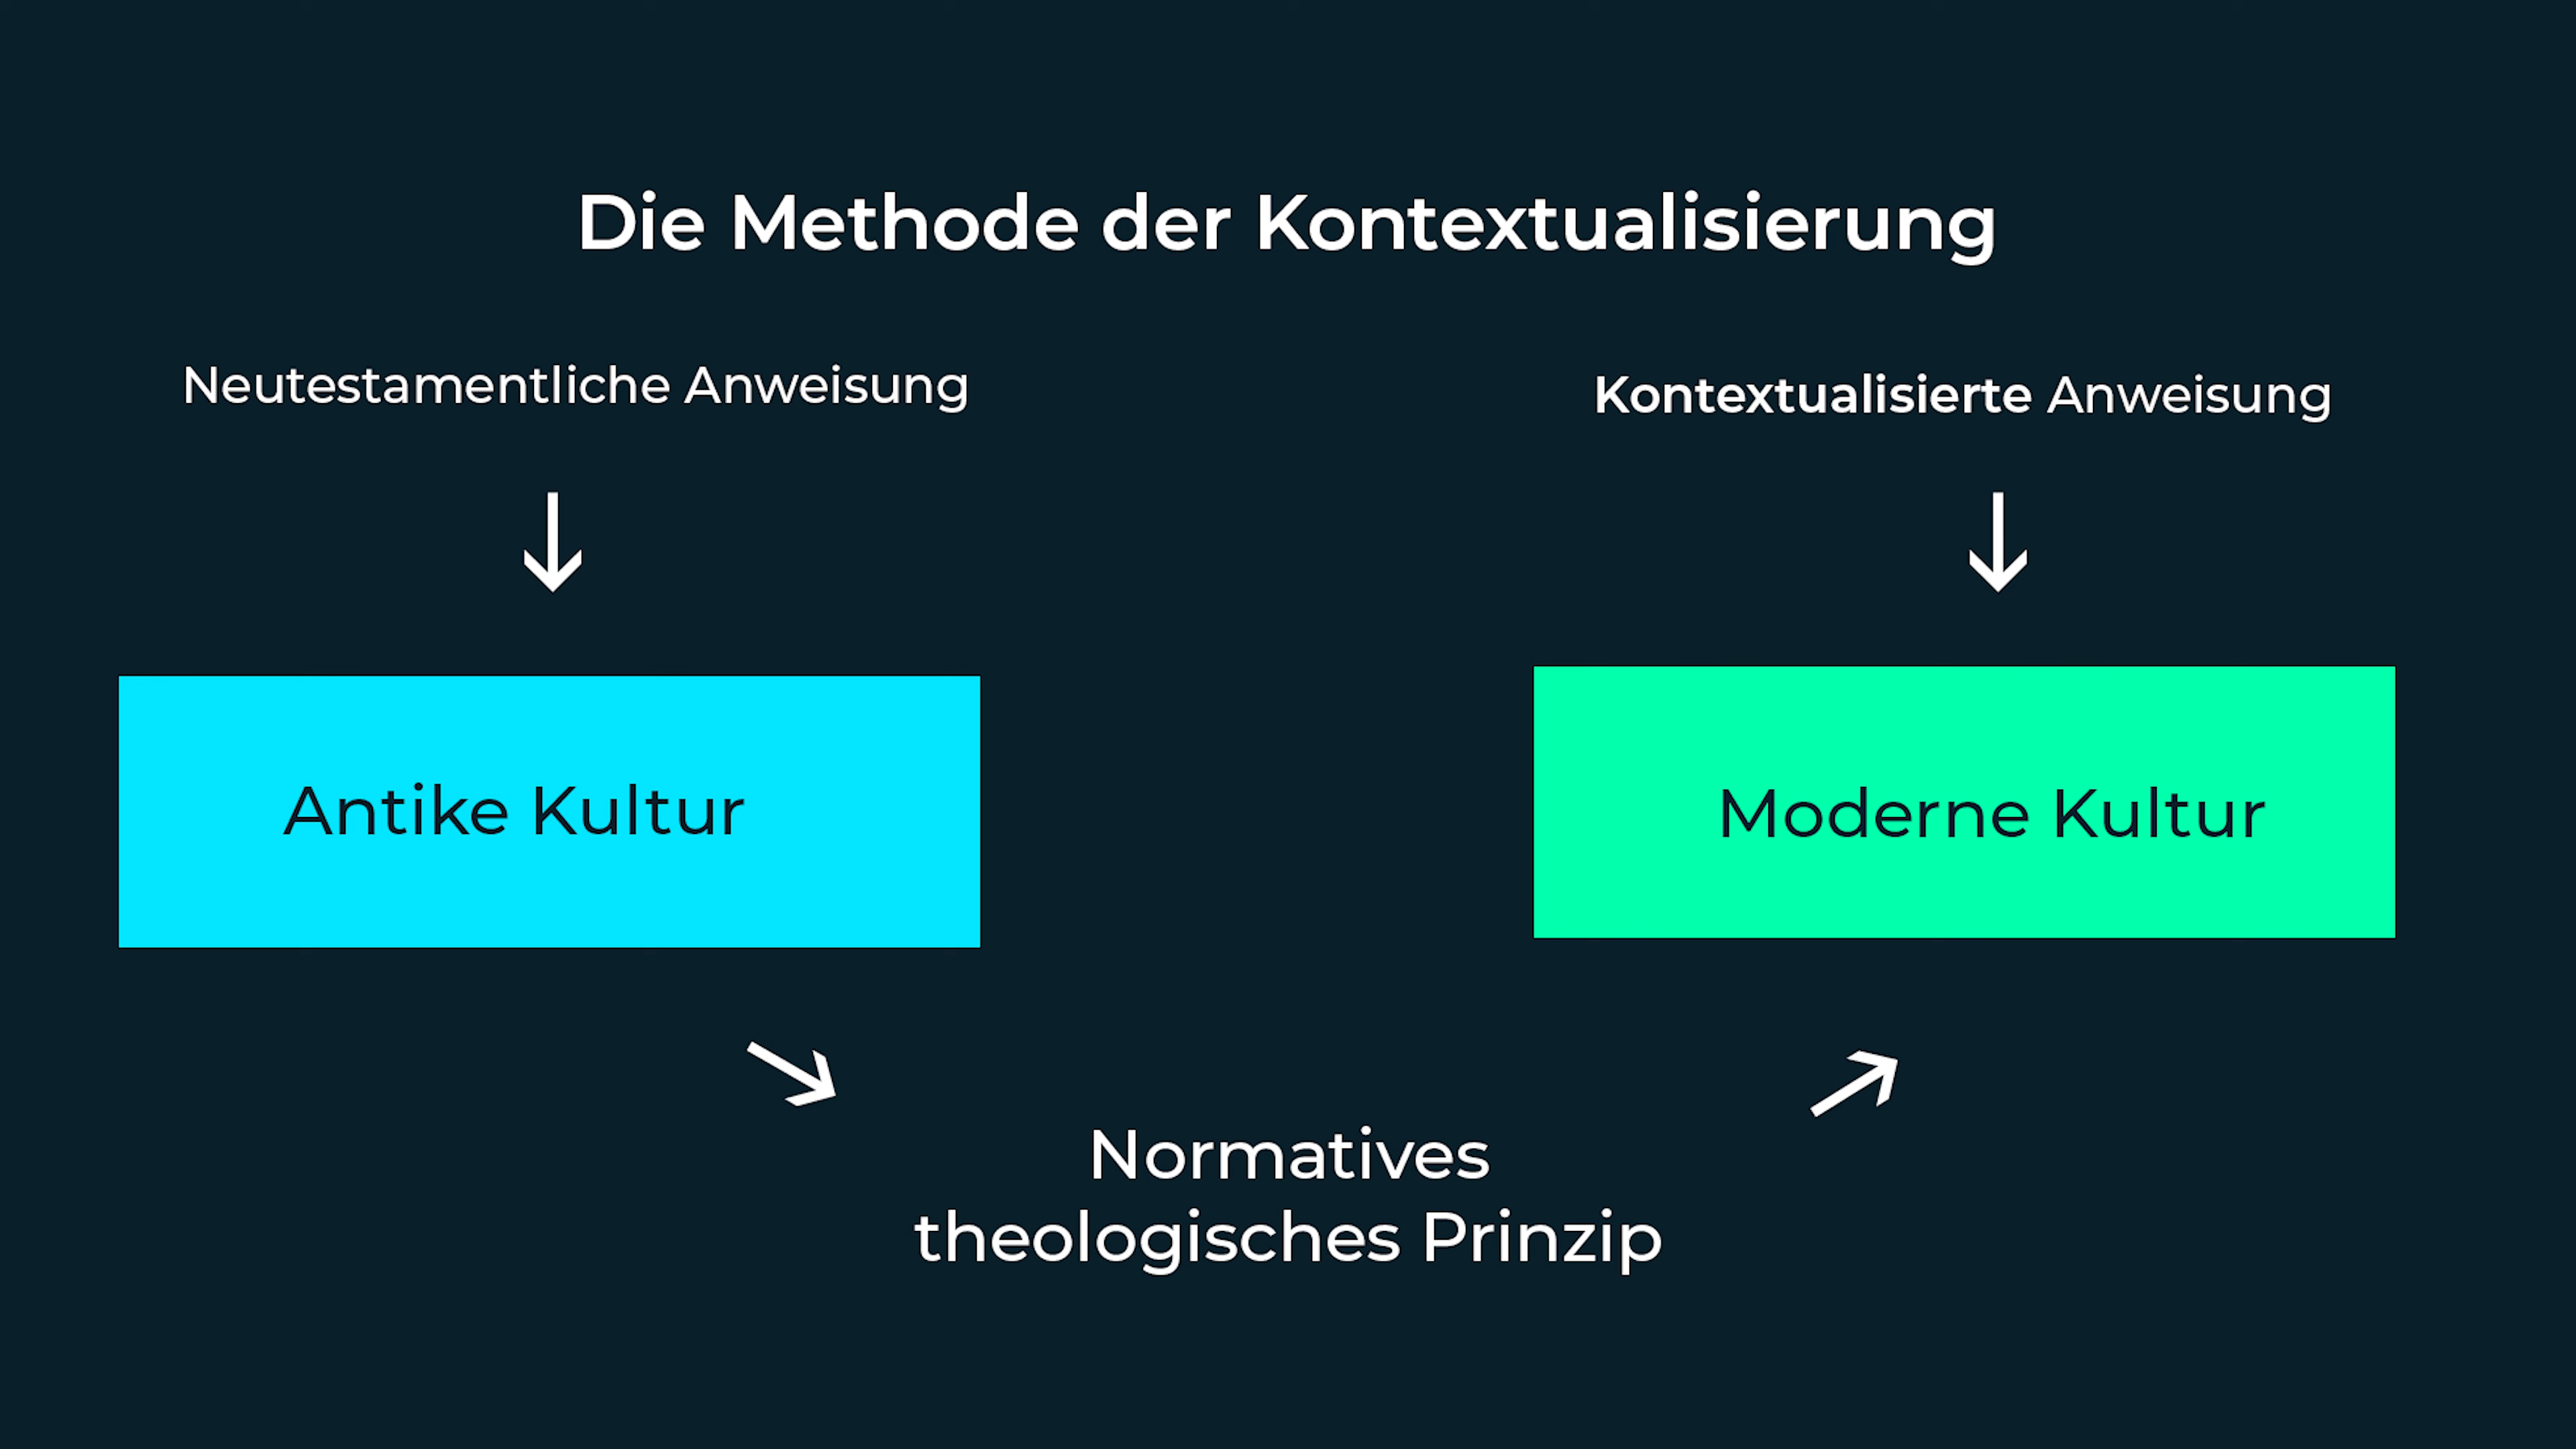 Die Methode der Kontextualisierung
Neutestamentliche Anweisung
Kontextualisierte Anweisung
Antike Kultur
Moderne Kultur
Normatives
theologisches Prinzip